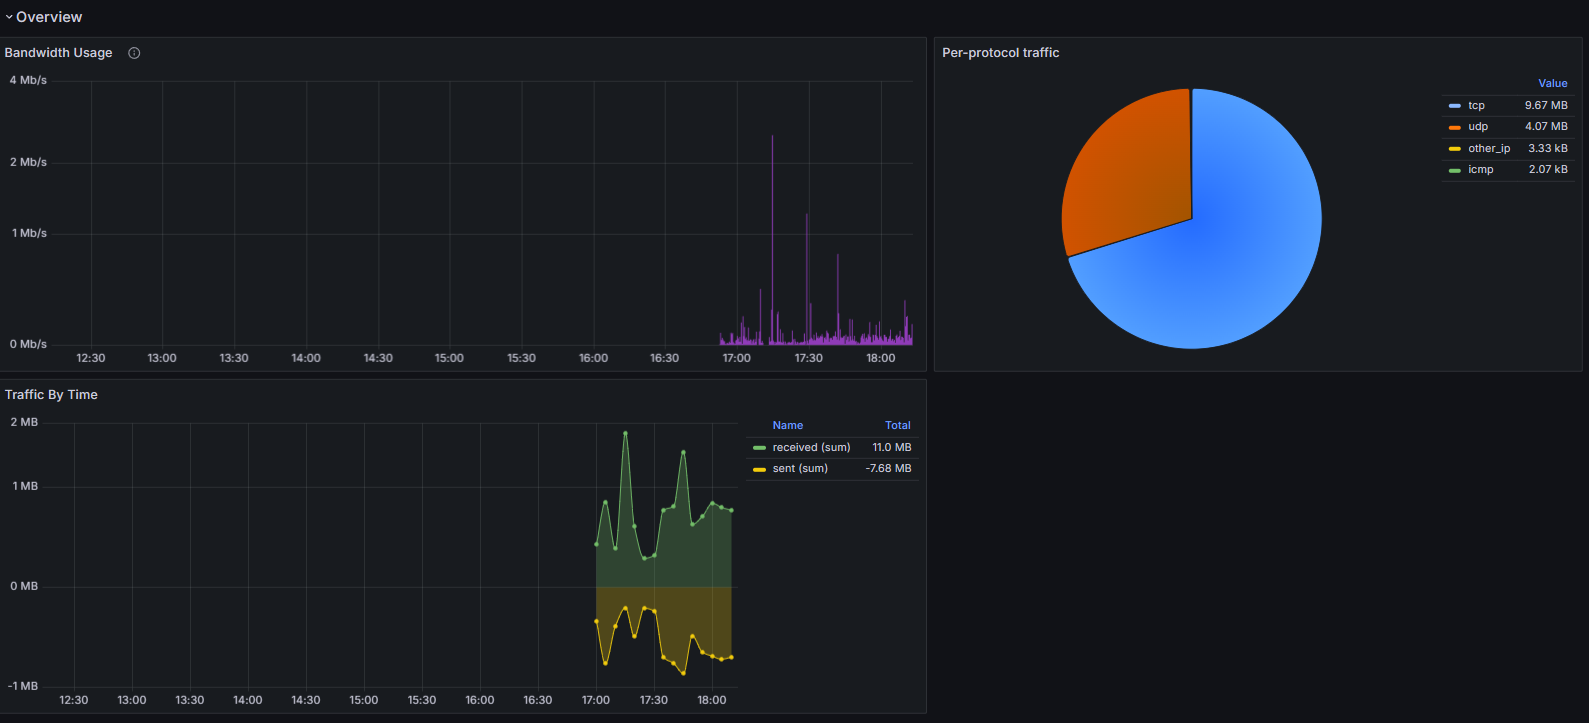 Overview
Bandwidth Usage
4 Mb/s
2 Mb/s
1 Mb/s
0 Mb/s
12:30 13:00 13:30 14:00 14:30 15:00 15:30 16:00 16:30 17:00 17:30 18:00
Per-protocol traffic
Value
tcp 9.67 MB
udp 4.07 MB
other_ip 3.33 kB
icmp 2.07 kB
Traffic By Time
2 MB
1 MB
0 MB
-1 MB
12:30 13:00 13:30 14:00 14:30 15:00 15:30 16:00 16:30 17:00 17:30 18:00
Name Total
received (sum) 11.0 MB
sent (sum) -7.68 MB